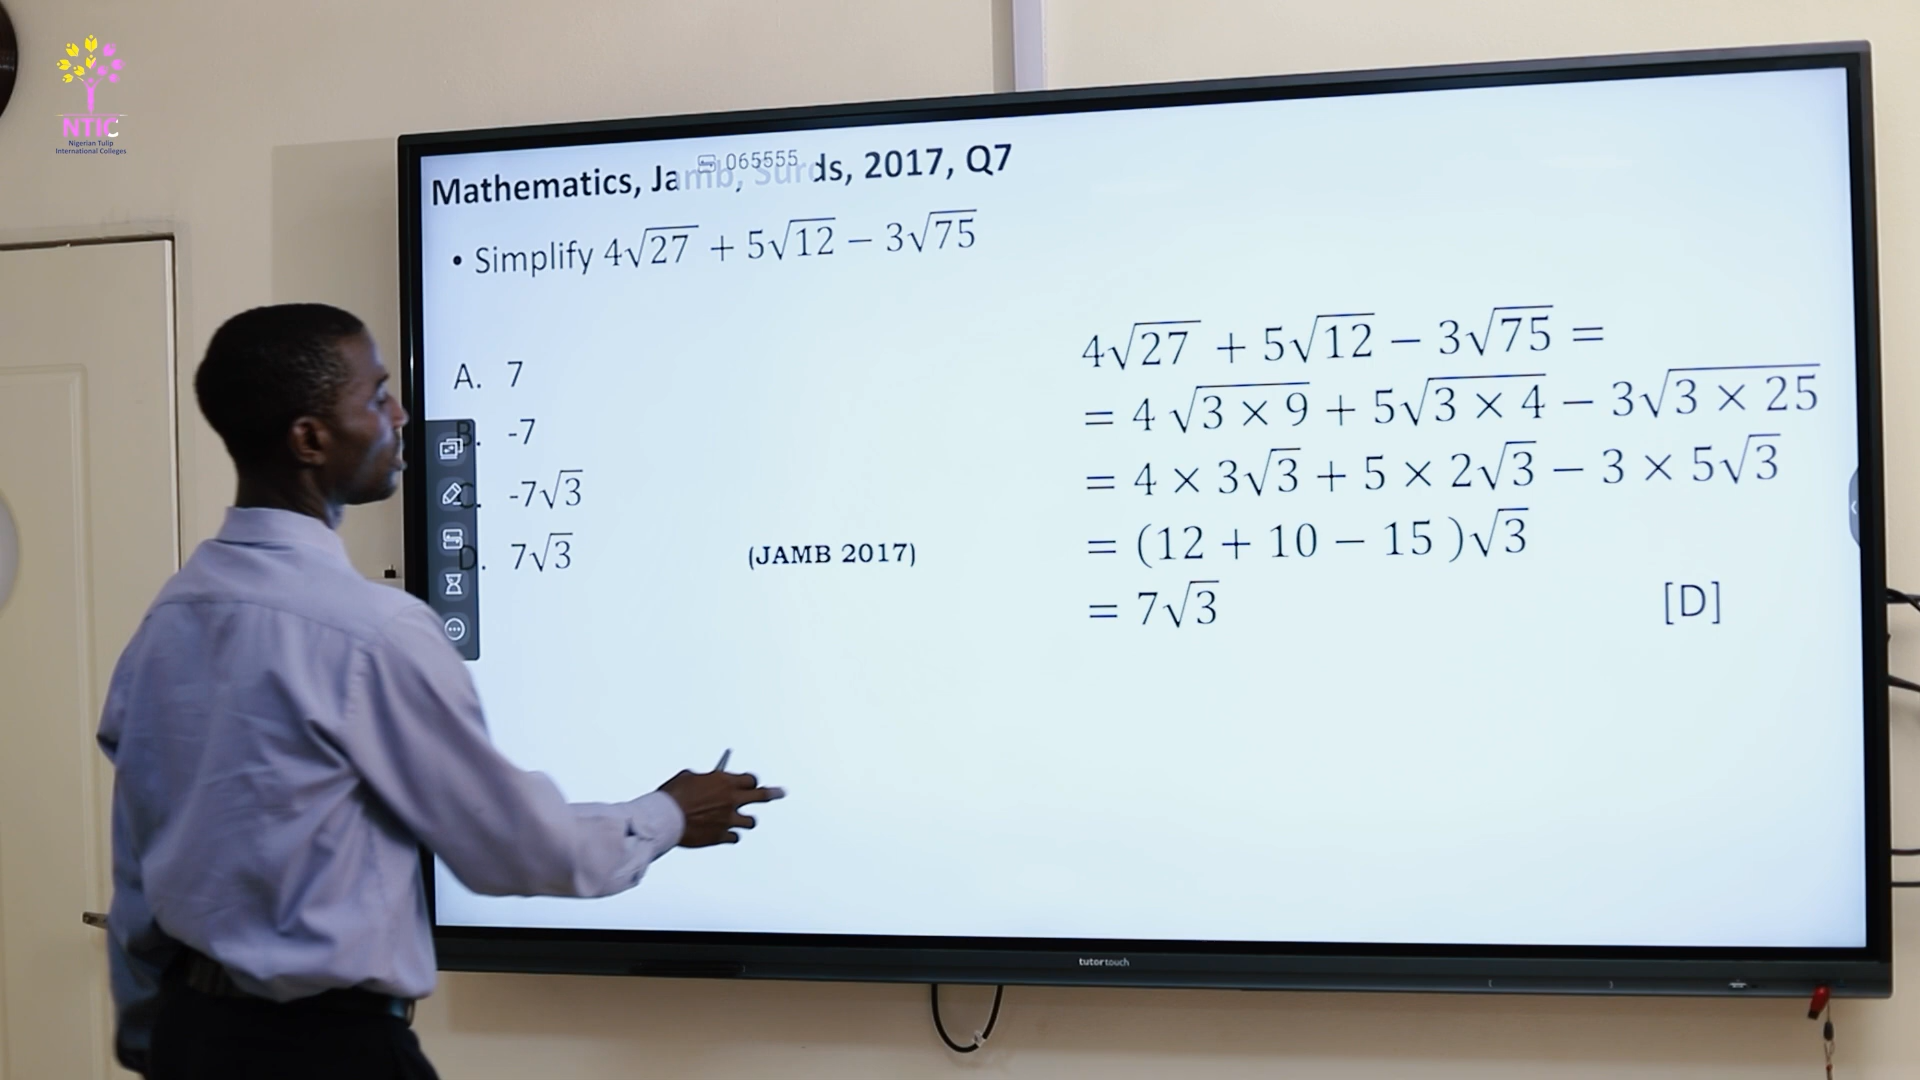 NTIC
Nigerian Tulip
International Colleges
065555
Mathematics, Jamb, Surds, 2017, Q7
• Simplify 4√27 + 5√12 − 3√75
A. 7
B. -7
C. -7√3
D. 7√3
(JAMB 2017)
4√27 + 5√12 − 3√75 =
= 4 √3 × 9 + 5√3 × 4 − 3√3 × 25
= 4 × 3√3 + 5 × 2√3 − 3 × 5√3
= (12 + 10 − 15 )√3
= 7√3 [D]
tutortouch